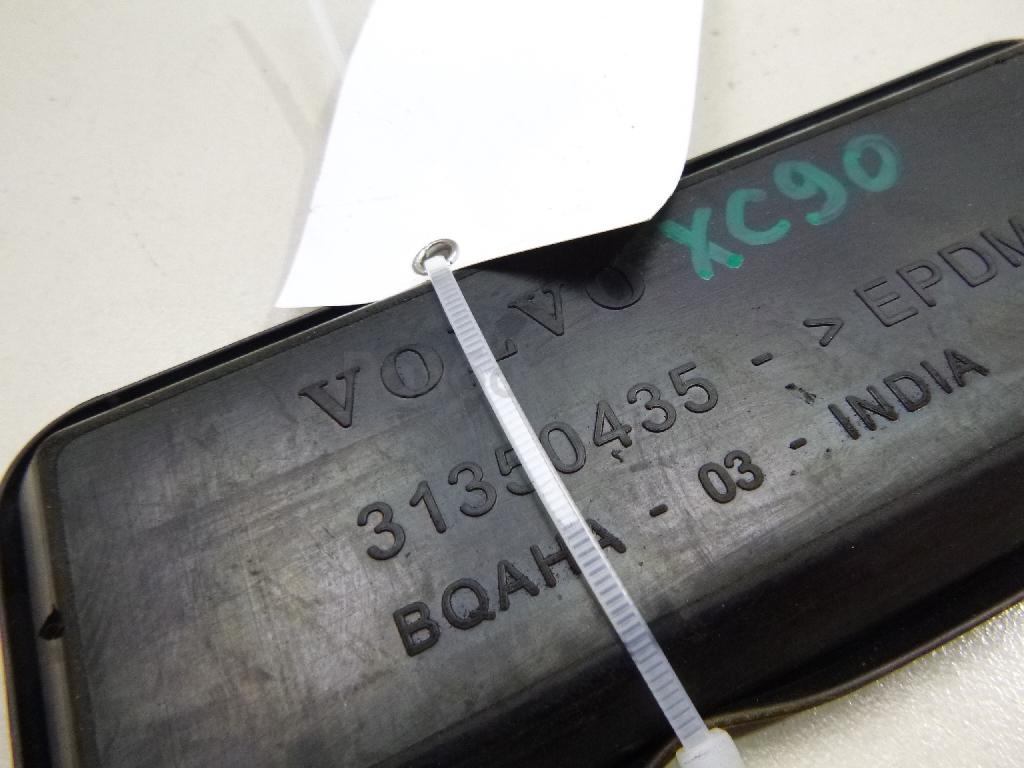 XC90
VOLVO
31350435 - >EPDM
BQAHA - 03 - INDIA